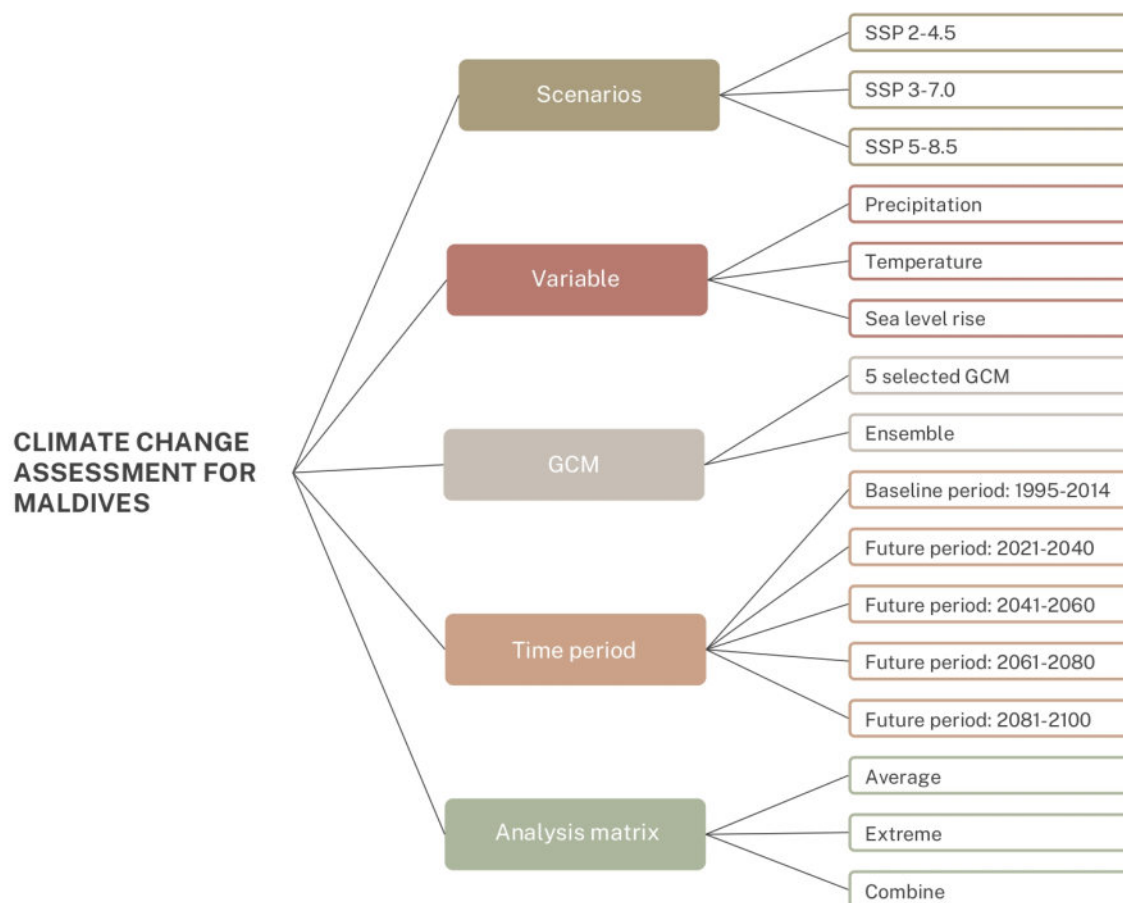 CLIMATE CHANGE
ASSESSMENT FOR
MALDIVES
Scenarios
SSP 2-4.5
SSP 3-7.0
SSP 5-8.5
Variable
Precipitation
Temperature
Sea level rise
GCM
5 selected GCM
Ensemble
Time period
Baseline period: 1995-2014
Future period: 2021-2040
Future period: 2041-2060
Future period: 2061-2080
Future period: 2081-2100
Analysis matrix
Average
Extreme
Combine